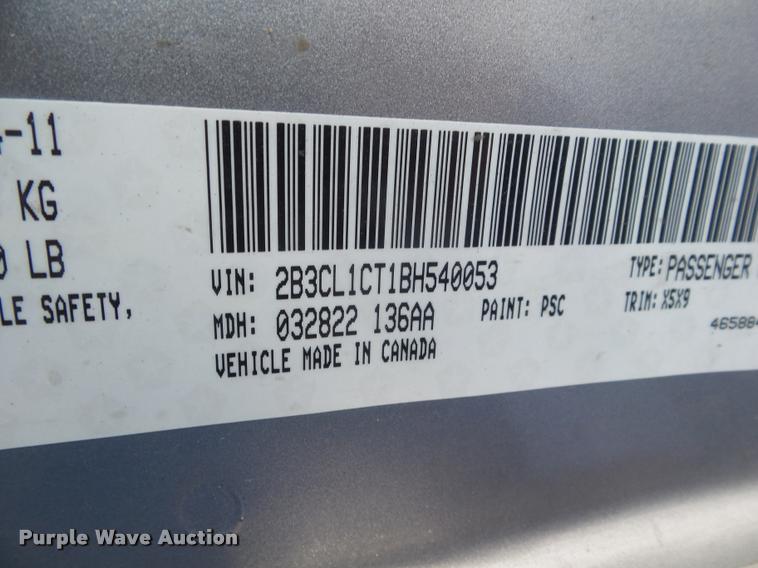 -11
KG
LB
LE SAFETY,
VIN: 2B3CL1CT1BH540053
TYPE: PASSENGER
MDH: 032822 136AA
PAINT: PSC
TRIM: X5X9
VEHICLE MADE IN CANADA
46588
Purple Wave Auction